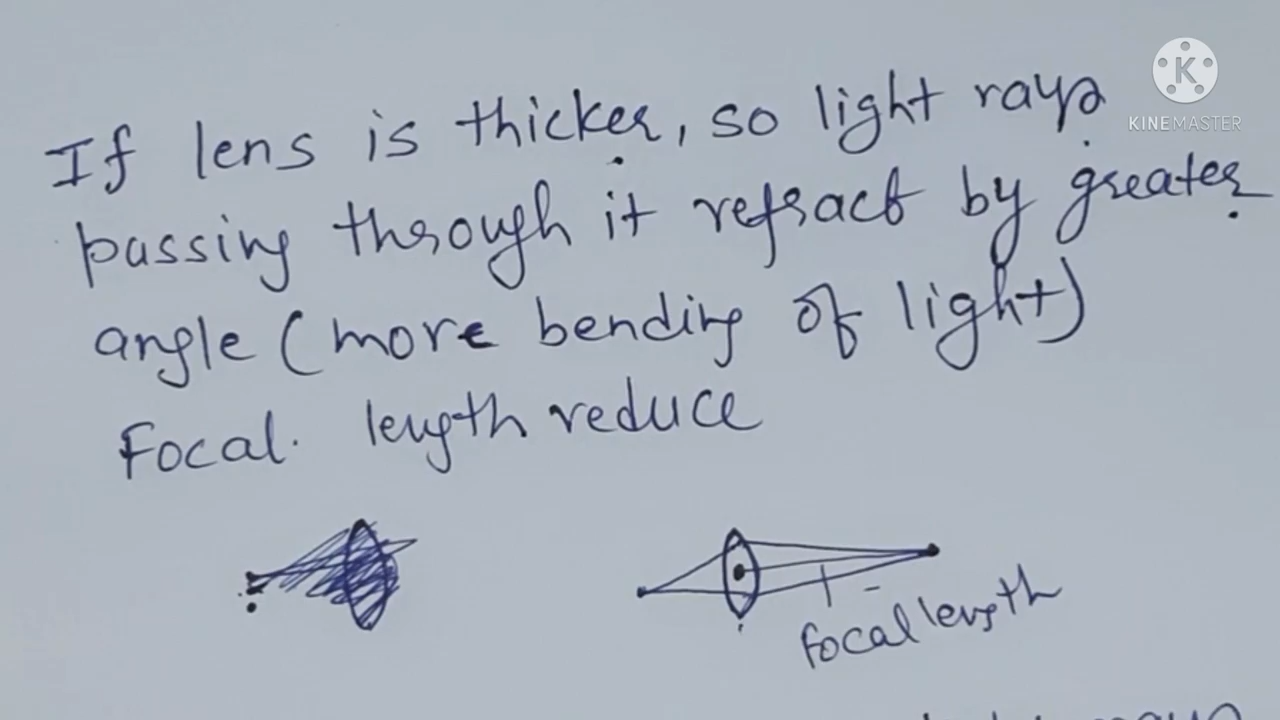 If lens is thicker, so light rays
passing through it refract by greater
angle (more bending of light)
Focal. length reduce
focal length
KINEMASTER